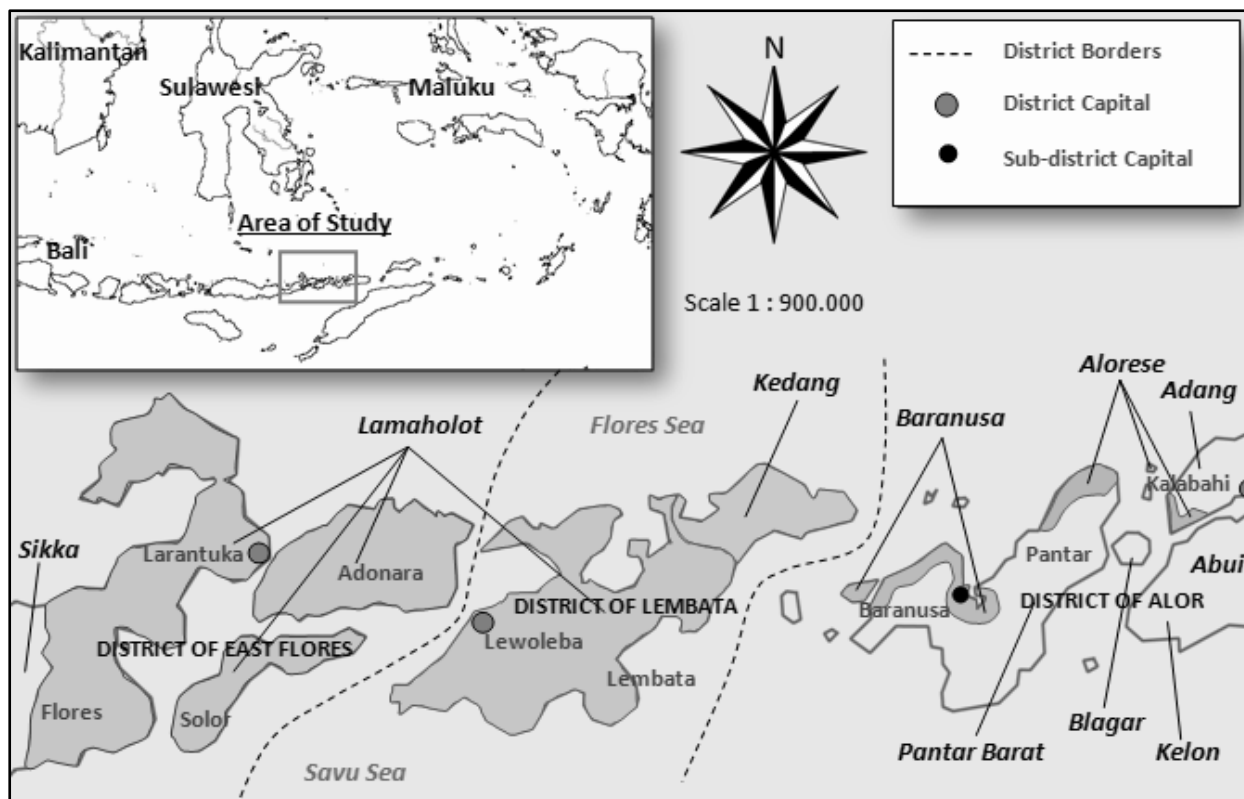 Kalimantan
Sulawesi
Maluku
Area of Study
Bali
N
Scale 1 : 900.000
District Borders
District Capital
Sub-district Capital
Lamaholot
Flores Sea
Kedang
Baranusa
Alorese
Adang
Kalabahi
Sikka
Larantuka
Adonara
Pantar
Abui
DISTRICT OF LEMBATA
Baranusa
DISTRICT OF ALOR
DISTRICT OF EAST FLORES
Lewoleba
Lembata
Flores
Solor
Blagar
Pantar Barat
Kelon
Savu Sea